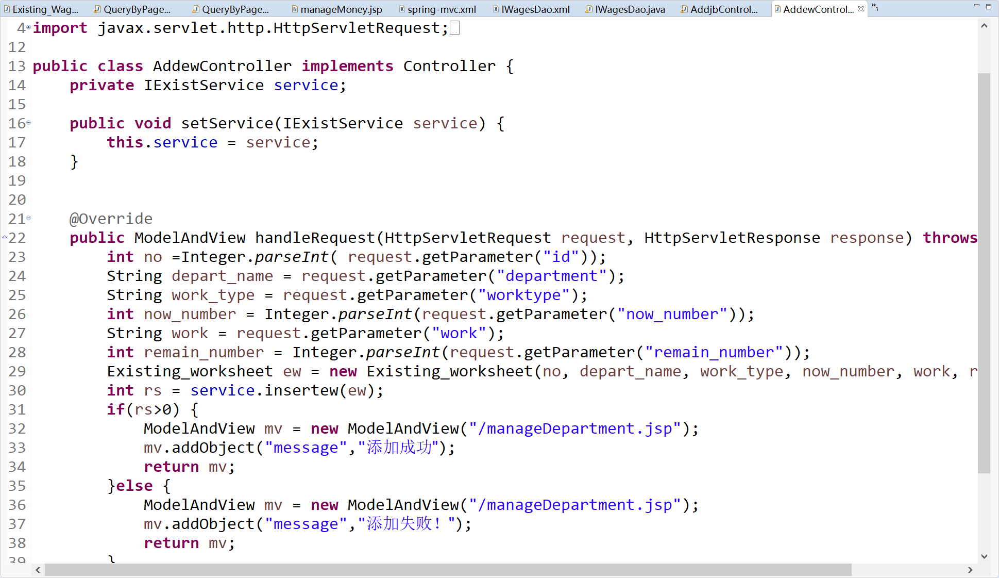 Existing_Wag... QueryByPage... QueryByPage... manageMoney.jsp spring-mvc.xml IWagesDao.xml IWagesDao.java AddjbControl... AddewControl... »3
4 import javax.servlet.http.HttpServletRequest;
12
13 public class AddewController implements Controller {
14     private IExistService service;
15
16     public void setService(IExistService service) {
17         this.service = service;
18     }
19
20
21     @Override
22     public ModelAndView handleRequest(HttpServletRequest request, HttpServletResponse response) throws
23         int no =Integer.parseInt( request.getParameter("id"));
24         String depart_name = request.getParameter("department");
25         String work_type = request.getParameter("worktype");
26         int now_number = Integer.parseInt(request.getParameter("now_number"));
27         String work = request.getParameter("work");
28         int remain_number = Integer.parseInt(request.getParameter("remain_number"));
29         Existing_worksheet ew = new Existing_worksheet(no, depart_name, work_type, now_number, work, r
30         int rs = service.insertew(ew);
31         if(rs>0) {
32             ModelAndView mv = new ModelAndView("/manageDepartment.jsp");
33             mv.addObject("message","添加成功");
34             return mv;
35         }else {
36             ModelAndView mv = new ModelAndView("/manageDepartment.jsp");
37             mv.addObject("message","添加失败！");
38             return mv;
39         }